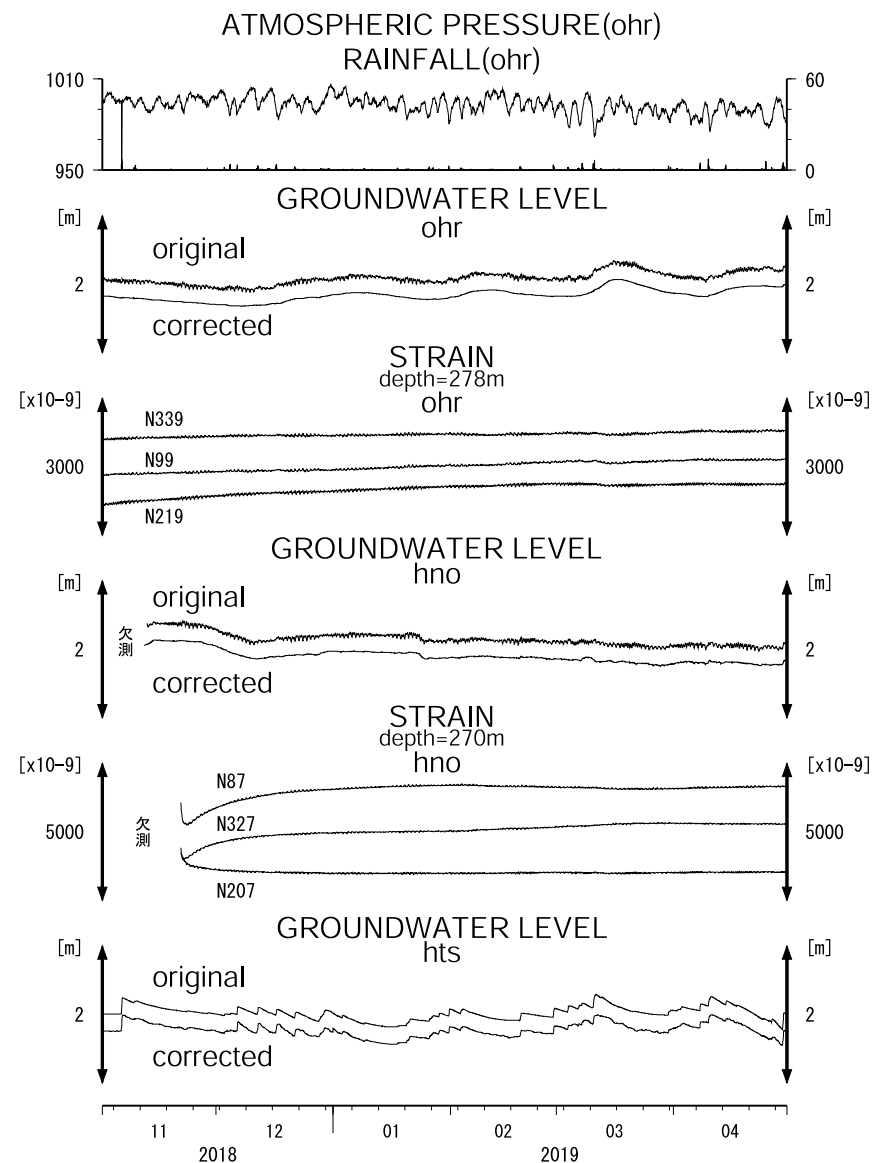 ATMOSPHERIC PRESSURE(ohr)
RAINFALL(ohr)
1010 60
950 0
GROUNDWATER LEVEL
ohr
[m] [m]
original
2 2
corrected
STRAIN
depth=278m
ohr
[x10-9] [x10-9]
N339
3000 N99 3000
N219
GROUNDWATER LEVEL
hno
[m] [m]
original
欠測
2 2
corrected
STRAIN
depth=270m
hno
[x10-9] [x10-9]
N87
5000 欠測 N327 5000
N207
GROUNDWATER LEVEL
hts
[m] [m]
original
2 2
corrected
11 12 01 02 03 04
2018 2019